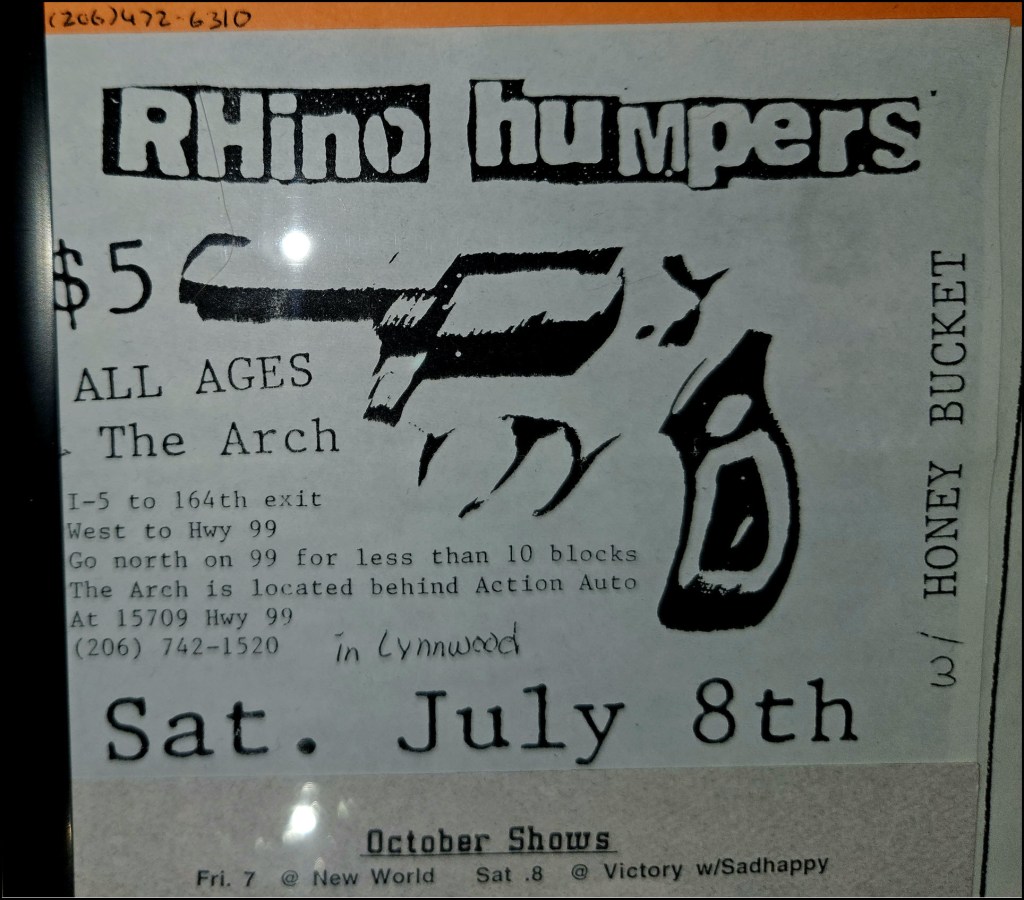 (206)472-6310
RHino humpers
$5
ALL AGES
The Arch
I-5 to 164th exit
West to Hwy 99
Go north on 99 for less than 10 blocks
The Arch is located behind Action Auto
At 15709 Hwy 99
(206) 742-1520 in Lynnwood
w/ HONEY BUCKET
Sat. July 8th
October Shows
Fri. 7 @ New World Sat .8 @ Victory w/Sadhappy